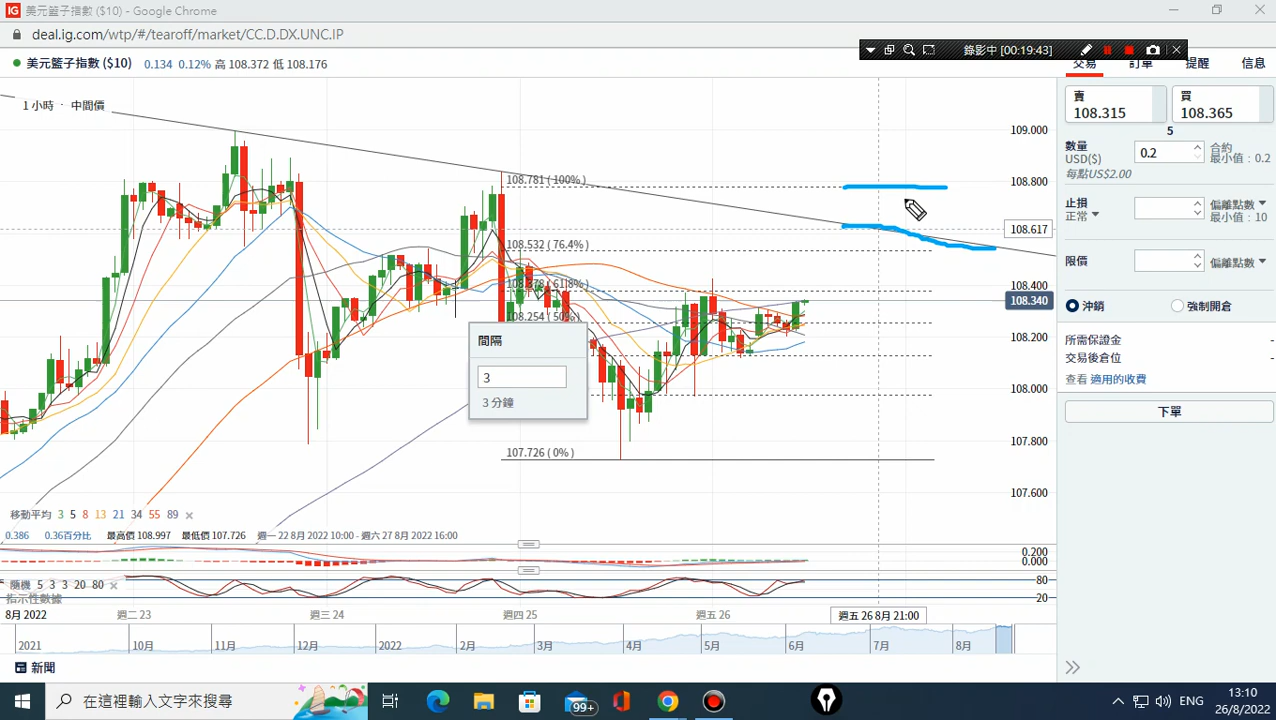 IG 美元籃子指數 ($10) - Google Chrome
deal.ig.com/wtp/#/tearoff/market/CC.D.DX.UNC.IP
錄影中 [00:19:43]
美元籃子指數 ($10) 0.134 0.12% 高 108.372 低 108.176
交易 訂單 提醒 信息
1 小時 · 中間價
109.000
108.800
108.617
108.400
108.340
108.200
108.000
107.800
107.600
108.781 ( 100% )
108.532 ( 76.4% )
108.378 ( 61.8% )
108.254 ( 50% )
107.726 ( 0% )
間隔
3
3 分鐘
賣
108.315
買
108.365
5
數量
USD($)
0.2
合約
最小值 : 0.2
每點US$2.00
止損
正常
偏離點數
最小值 : 10
限價
偏離點數
沖銷
強制開倉
所需保證金 -
交易後倉位 -
查看 適用的收費
下單
移動平均 3 5 8 13 21 34 55 89
0.386 0.36百分比 最高價 108.997 最低價 107.726 週一 22 8月 2022 10:00 - 週六 27 8月 2022 16:00
0.200
0.000
隨機 5 3 3 20 80
80
20
指示性數據
8月 2022 週二 23 週三 24 週四 25 週五 26 週五 26 8月 21:00
2021 10月 11月 12月 2022 2月 3月 4月 5月 6月 7月 8月
新聞
在這裡輸入文字來搜尋
99+
ENG
13:10
26/8/2022